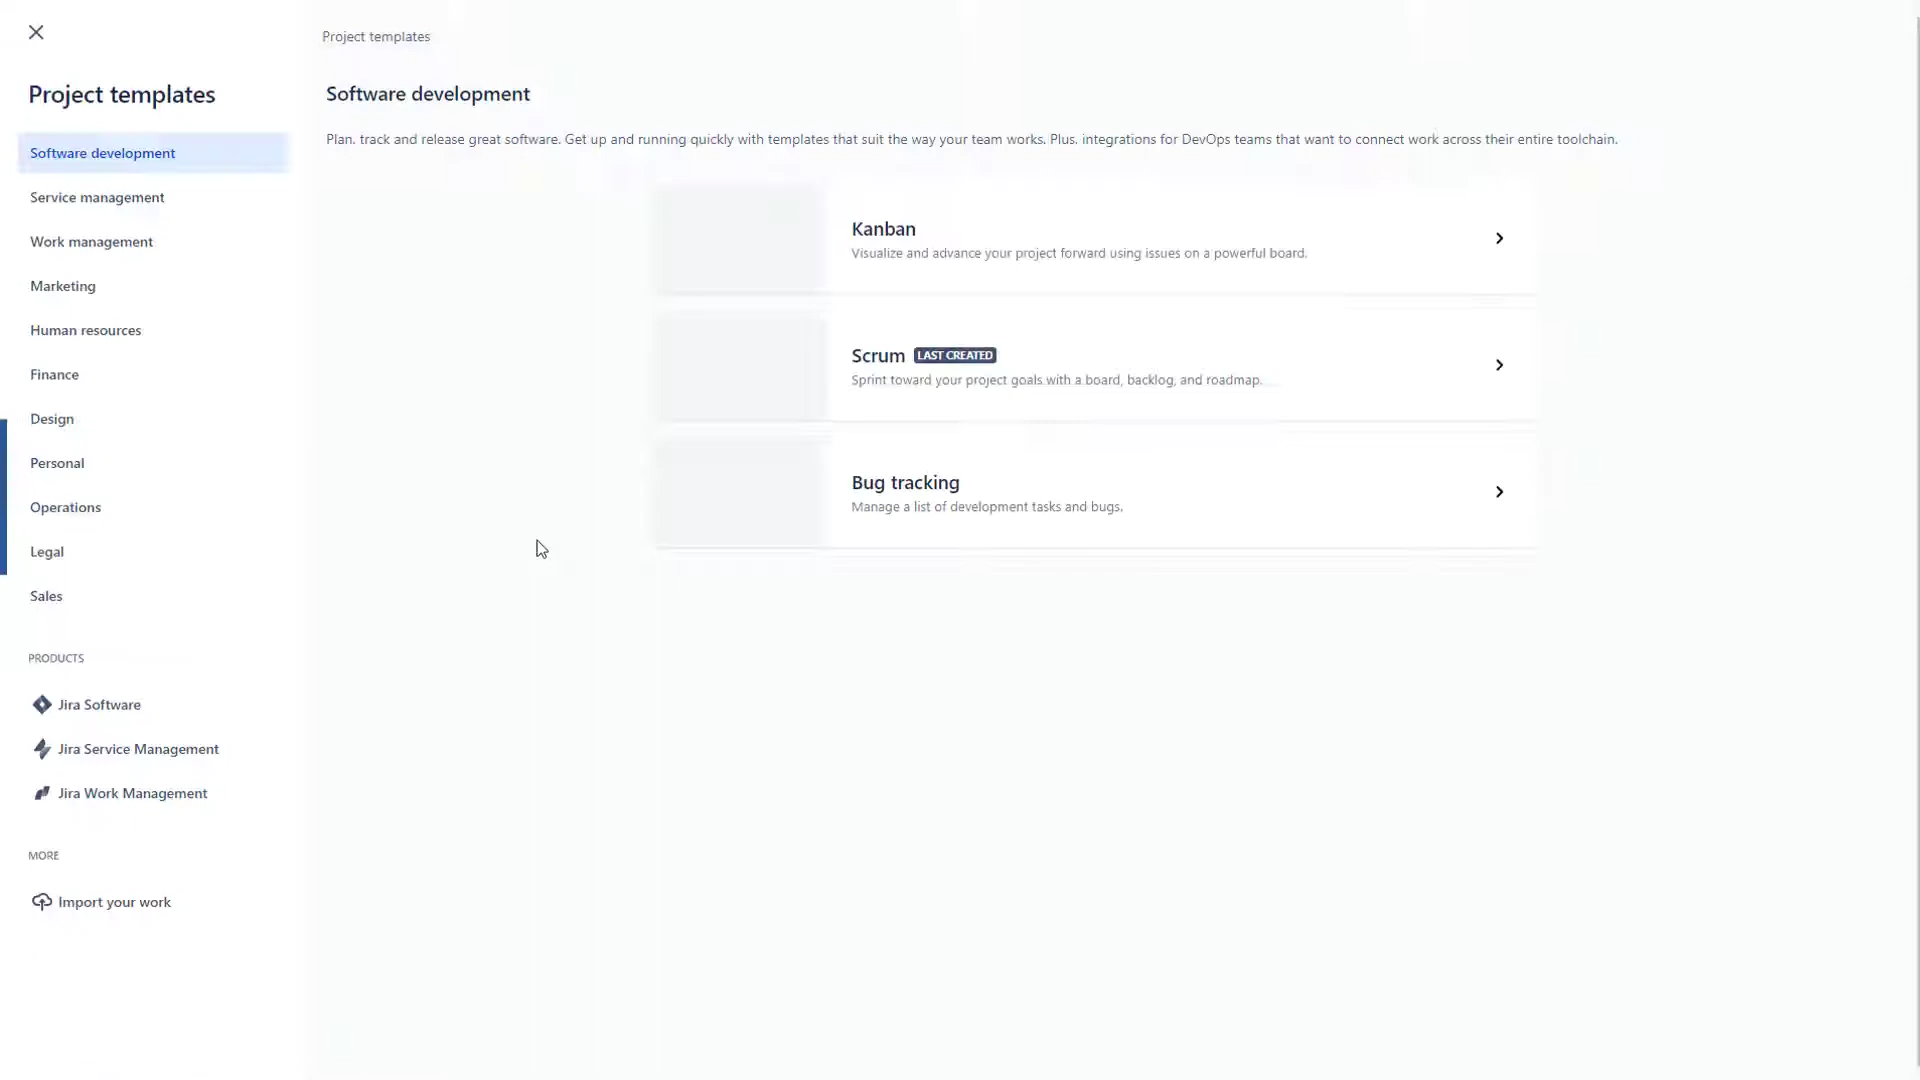 Project templates
Project templates
Software development
Service management
Work management
Marketing
Human resources
Finance
Design
Personal
Operations
Legal
Sales
PRODUCTS
Jira Software
Jira Service Management
Jira Work Management
MORE
Import your work
Software development
Plan. track and release great software. Get up and running quickly with templates that suit the way your team works. Plus. integrations for DevOps teams that want to connect work across their entire toolchain.
Kanban
Visualize and advance your project forward using issues on a powerful board.
Scrum LAST CREATED
Sprint toward your project goals with a board, backlog, and roadmap.
Bug tracking
Manage a list of development tasks and bugs.